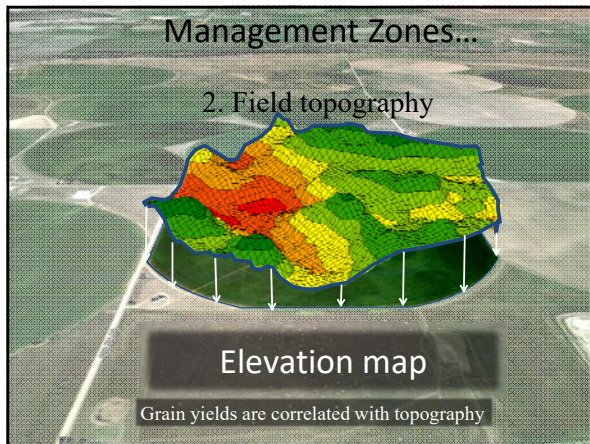 Management Zones...
2. Field topography
Elevation map
Grain yields are correlated with topography